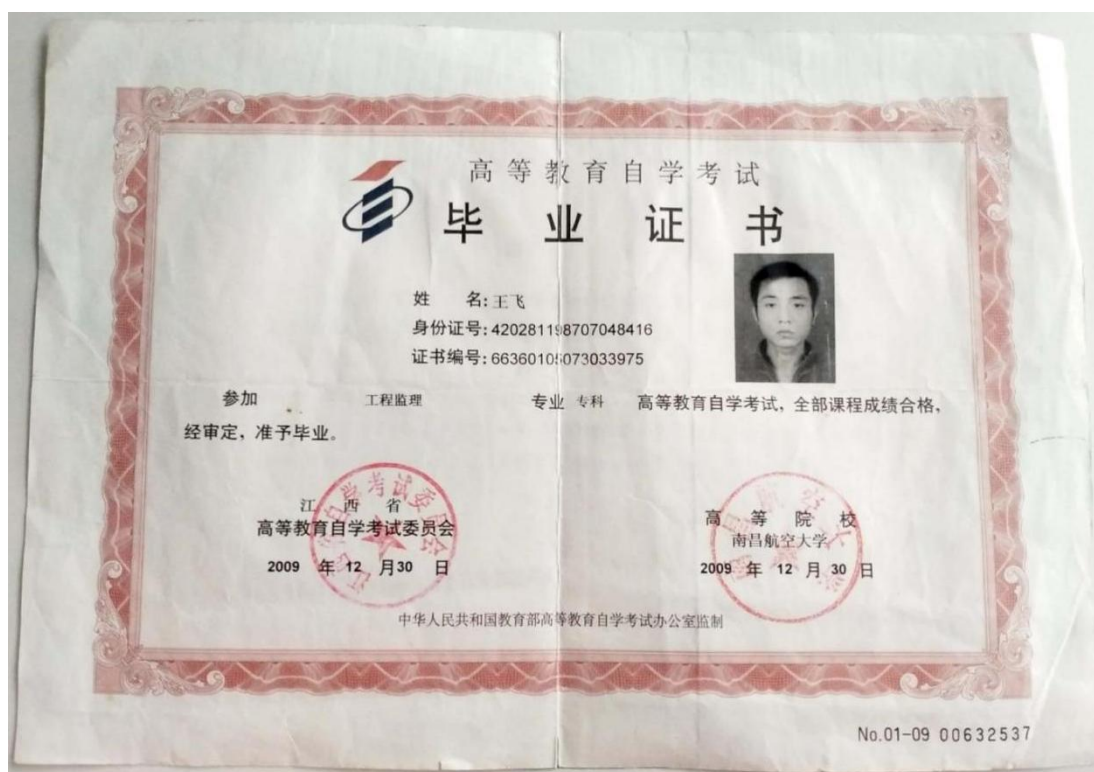 高等教育自学考试
毕业证书
姓 名:王飞
身份证号:420281198707048416
证书编号:66360105073033975
参加 工程监理 专业 专科 高等教育自学考试,全部课程成绩合格,
经审定,准予毕业。
江西省
高等教育自学考试委员会
2009 年 12 月 30 日
高等院校
南昌航空大学
2009 年 12 月 30 日
中华人民共和国教育部高等教育自学考试办公室监制
No.01-09 00632537